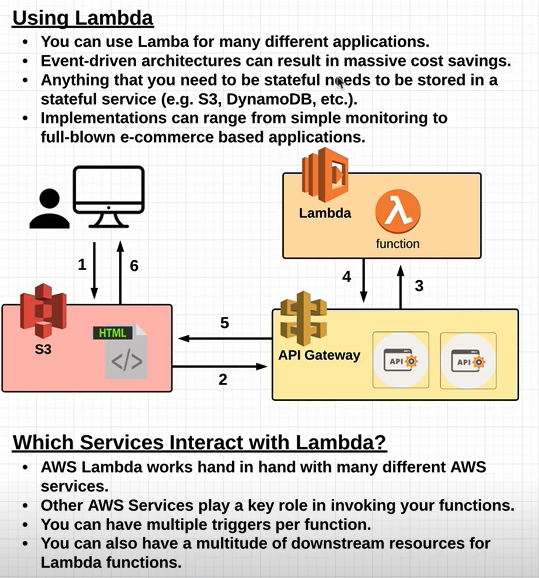 Using Lambda
• You can use Lamba for many different applications.
• Event-driven architectures can result in massive cost savings.
• Anything that you need to be stateful needs to be stored in a
stateful service (e.g. S3, DynamoDB, etc.).
• Implementations can range from simple monitoring to
full-blown e-commerce based applications.
Lambda
function
1
6
4
3
S3
HTML
</>
5
2
API Gateway
API
API
Which Services Interact with Lambda?
• AWS Lambda works hand in hand with many different AWS
services.
• Other AWS Services play a key role in invoking your functions.
• You can have multiple triggers per function.
• You can also have a multitude of downstream resources for
Lambda functions.